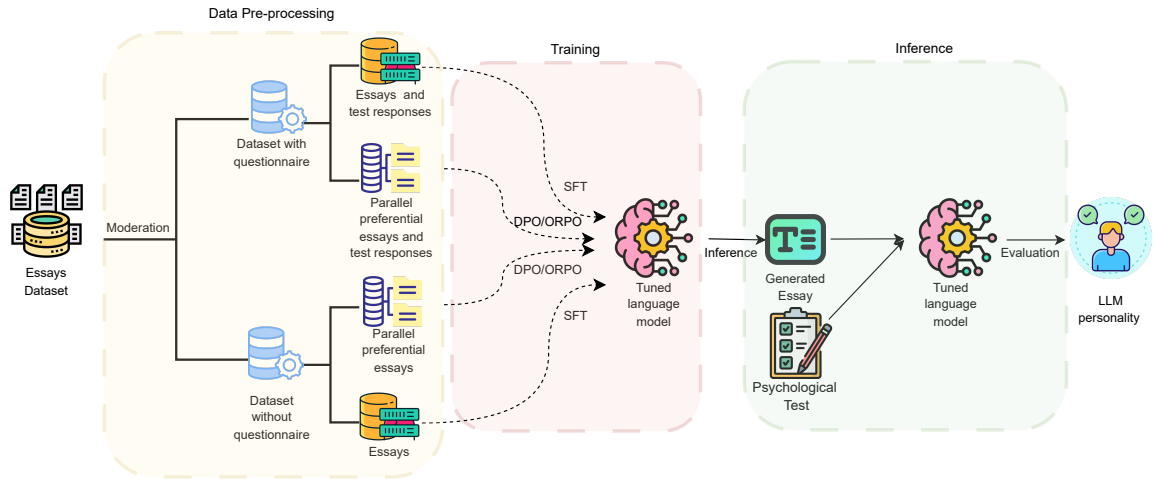 Data Pre-processing
Training
Inference
Essays and
test responses
Dataset with
questionnaire
SFT
Parallel
preferential
essays and
test responses
DPO/ORPO
Moderation
Essays
Dataset
DPO/ORPO
Tuned
language
model
Inference
Generated
Essay
Tuned
language
model
Evaluation
LLM
personality
SFT
Parallel
preferential
essays
Dataset
without
questionnaire
Essays
Psychological
Test